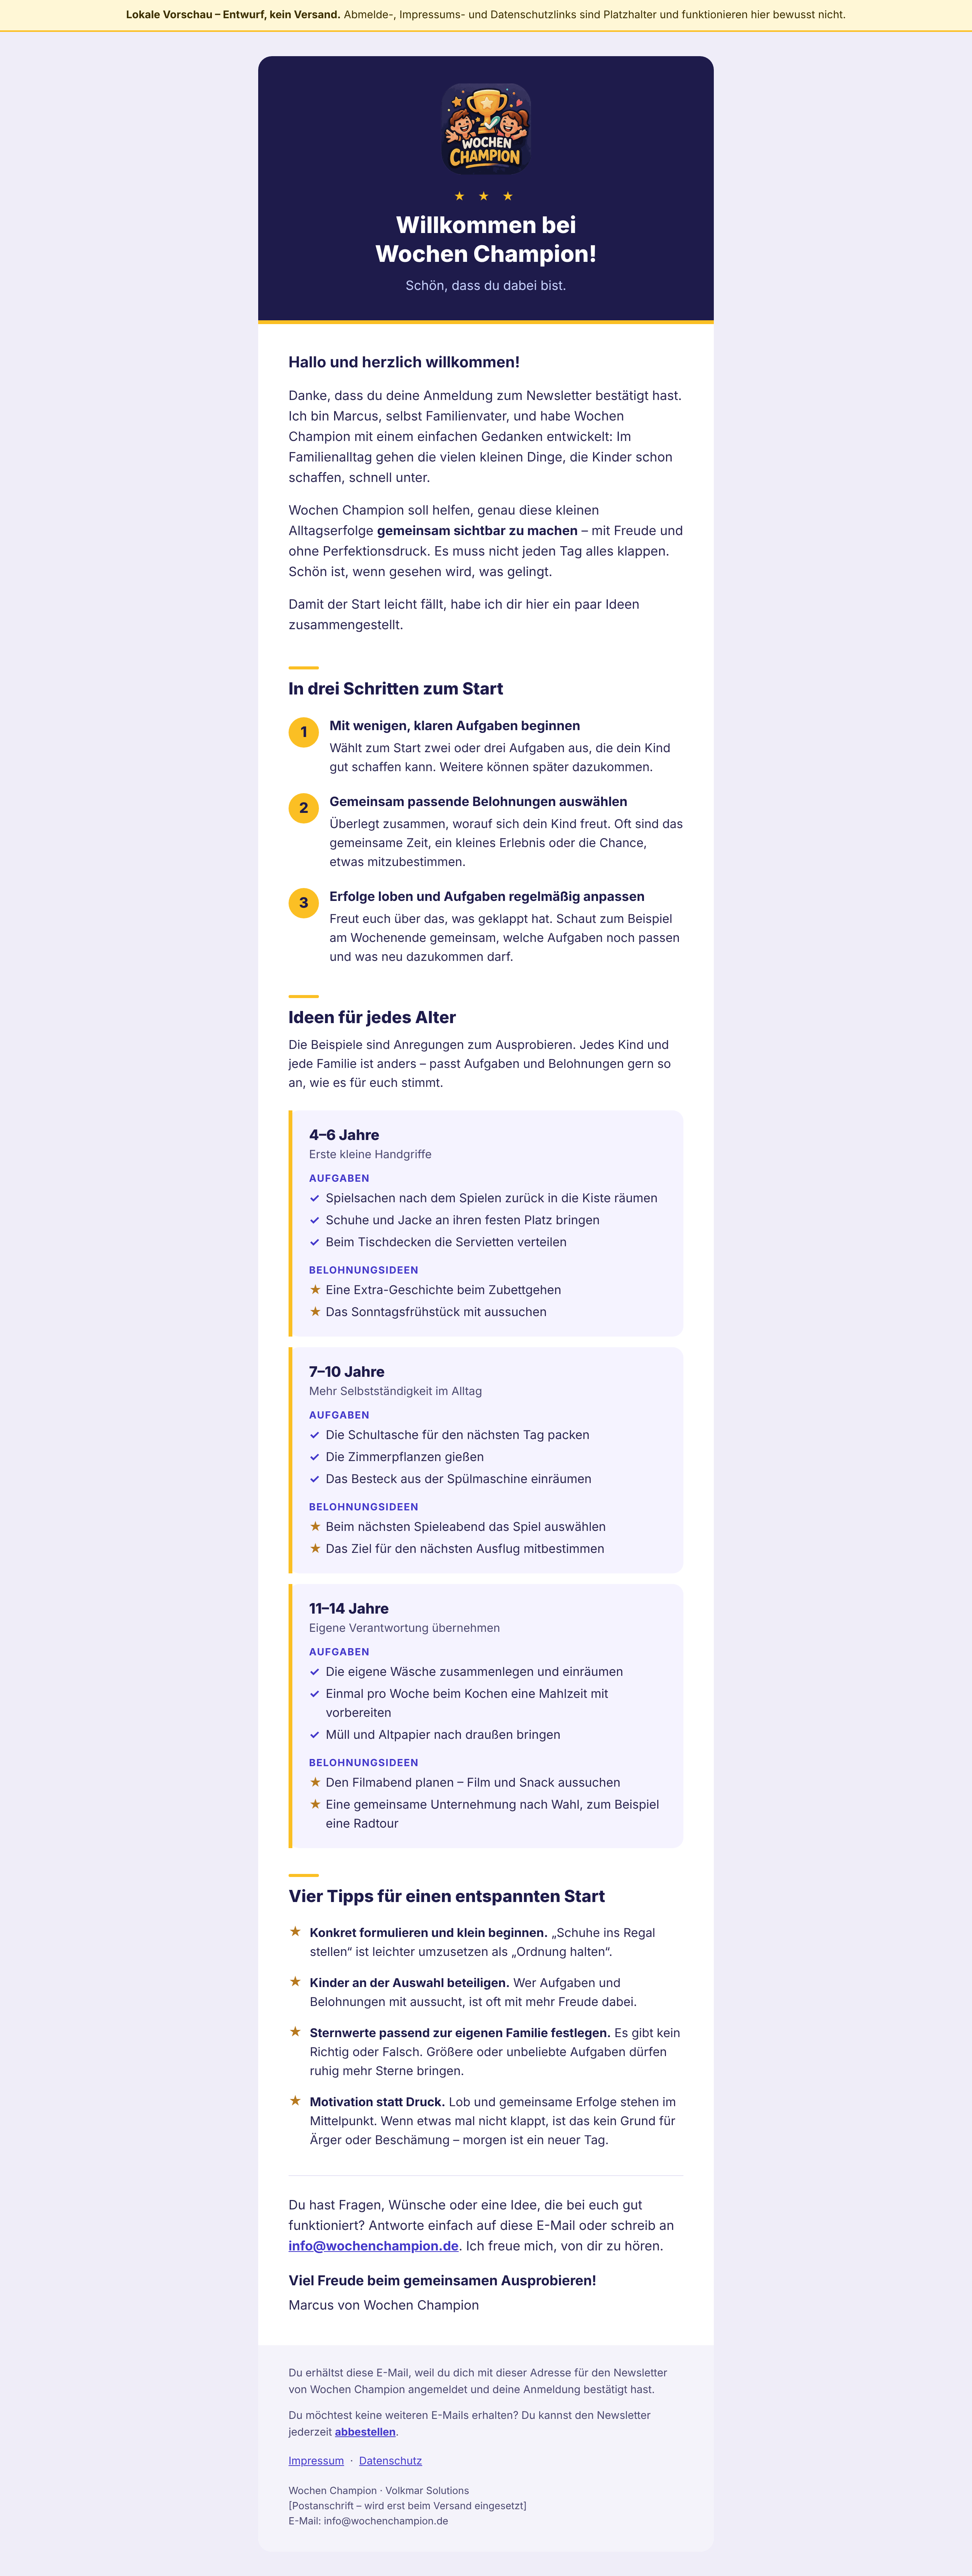 Lokale Vorschau – Entwurf, kein Versand. Abmelde-, Impressums- und Datenschutzlinks sind Platzhalter und funktionieren hier bewusst nicht.
WOCHEN
CHAMPION
★ ★ ★
Willkommen bei
Wochen Champion!
Schön, dass du dabei bist.
Hallo und herzlich willkommen!
Danke, dass du deine Anmeldung zum Newsletter bestätigt hast.
Ich bin Marcus, selbst Familienvater, und habe Wochen
Champion mit einem einfachen Gedanken entwickelt: Im
Familienalltag gehen die vielen kleinen Dinge, die Kinder schon
schaffen, schnell unter.
Wochen Champion soll helfen, genau diese kleinen
Alltagserfolge gemeinsam sichtbar zu machen – mit Freude und
ohne Perfektionsdruck. Es muss nicht jeden Tag alles klappen.
Schön ist, wenn gesehen wird, was gelingt.
Damit der Start leicht fällt, habe ich dir hier ein paar Ideen
zusammengestellt.
In drei Schritten zum Start
1 Mit wenigen, klaren Aufgaben beginnen
Wählt zum Start zwei oder drei Aufgaben aus, die dein Kind
gut schaffen kann. Weitere können später dazukommen.
2 Gemeinsam passende Belohnungen auswählen
Überlegt zusammen, worauf sich dein Kind freut. Oft sind das
gemeinsame Zeit, ein kleines Erlebnis oder die Chance,
etwas mitzubestimmen.
3 Erfolge loben und Aufgaben regelmäßig anpassen
Freut euch über das, was geklappt hat. Schaut zum Beispiel
am Wochenende gemeinsam, welche Aufgaben noch passen
und was neu dazukommen darf.
Ideen für jedes Alter
Die Beispiele sind Anregungen zum Ausprobieren. Jedes Kind und
jede Familie ist anders – passt Aufgaben und Belohnungen gern so
an, wie es für euch stimmt.
4–6 Jahre
Erste kleine Handgriffe
AUFGABEN
✓ Spielsachen nach dem Spielen zurück in die Kiste räumen
✓ Schuhe und Jacke an ihren festen Platz bringen
✓ Beim Tischdecken die Servietten verteilen
BELOHNUNGSIDEEN
★ Eine Extra-Geschichte beim Zubettgehen
★ Das Sonntagsfrühstück mit aussuchen
7–10 Jahre
Mehr Selbstständigkeit im Alltag
AUFGABEN
✓ Die Schultasche für den nächsten Tag packen
✓ Die Zimmerpflanzen gießen
✓ Das Besteck aus der Spülmaschine einräumen
BELOHNUNGSIDEEN
★ Beim nächsten Spieleabend das Spiel auswählen
★ Das Ziel für den nächsten Ausflug mitbestimmen
11–14 Jahre
Eigene Verantwortung übernehmen
AUFGABEN
✓ Die eigene Wäsche zusammenlegen und einräumen
✓ Einmal pro Woche beim Kochen eine Mahlzeit mit
vorbereiten
✓ Müll und Altpapier nach draußen bringen
BELOHNUNGSIDEEN
★ Den Filmabend planen – Film und Snack aussuchen
★ Eine gemeinsame Unternehmung nach Wahl, zum Beispiel
eine Radtour
Vier Tipps für einen entspannten Start
★ Konkret formulieren und klein beginnen. „Schuhe ins Regal
stellen“ ist leichter umzusetzen als „Ordnung halten“.
★ Kinder an der Auswahl beteiligen. Wer Aufgaben und
Belohnungen mit aussucht, ist oft mit mehr Freude dabei.
★ Sternwerte passend zur eigenen Familie festlegen. Es gibt kein
Richtig oder Falsch. Größere oder unbeliebte Aufgaben dürfen
ruhig mehr Sterne bringen.
★ Motivation statt Druck. Lob und gemeinsame Erfolge stehen im
Mittelpunkt. Wenn etwas mal nicht klappt, ist das kein Grund für
Ärger oder Beschämung – morgen ist ein neuer Tag.
Du hast Fragen, Wünsche oder eine Idee, die bei euch gut
funktioniert? Antworte einfach auf diese E-Mail oder schreib an
info@wochenchampion.de. Ich freue mich, von dir zu hören.
Viel Freude beim gemeinsamen Ausprobieren!
Marcus von Wochen Champion
Du erhältst diese E-Mail, weil du dich mit dieser Adresse für den Newsletter
von Wochen Champion angemeldet und deine Anmeldung bestätigt hast.
Du möchtest keine weiteren E-Mails erhalten? Du kannst den Newsletter
jederzeit abbestellen.
Impressum · Datenschutz
Wochen Champion · Volkmar Solutions
[Postanschrift – wird erst beim Versand eingesetzt]
E-Mail: info@wochenchampion.de